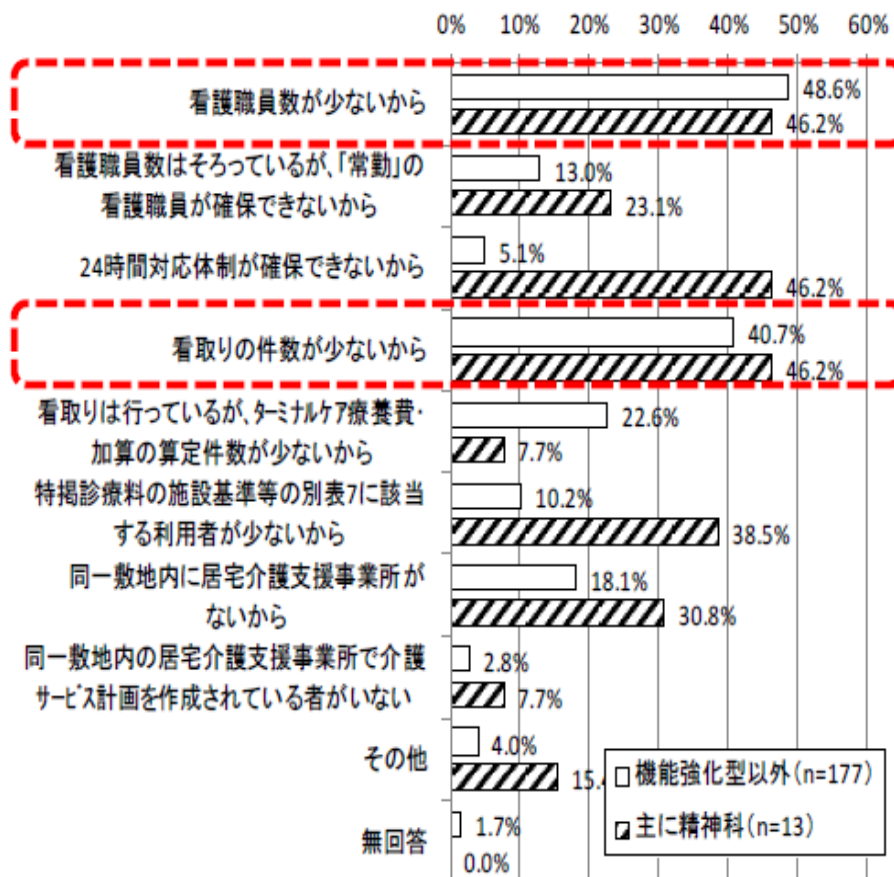 0% 10% 20% 30% 40% 50% 60%
看護職員数が少ないから
48.6%
46.2%
看護職員数はそろっているが、「常勤」の
看護職員が確保できないから
13.0%
23.1%
24時間対応体制が確保できないから
5.1%
46.2%
看取りの件数が少ないから
40.7%
46.2%
看取りは行っているが、ターミナルケア療養費・
加算の算定件数が少ないから
22.6%
7.7%
特掲診療料の施設基準等の別表7に該当
する利用者が少ないから
10.2%
38.5%
同一敷地内に居宅介護支援事業所が
ないから
18.1%
30.8%
同一敷地内の居宅介護支援事業所で介護
サービス計画を作成されている者がいない
2.8%
7.7%
その他
4.0%
15.
無回答
1.7%
0.0%
機能強化型以外(n=177)
主に精神科(n=13)